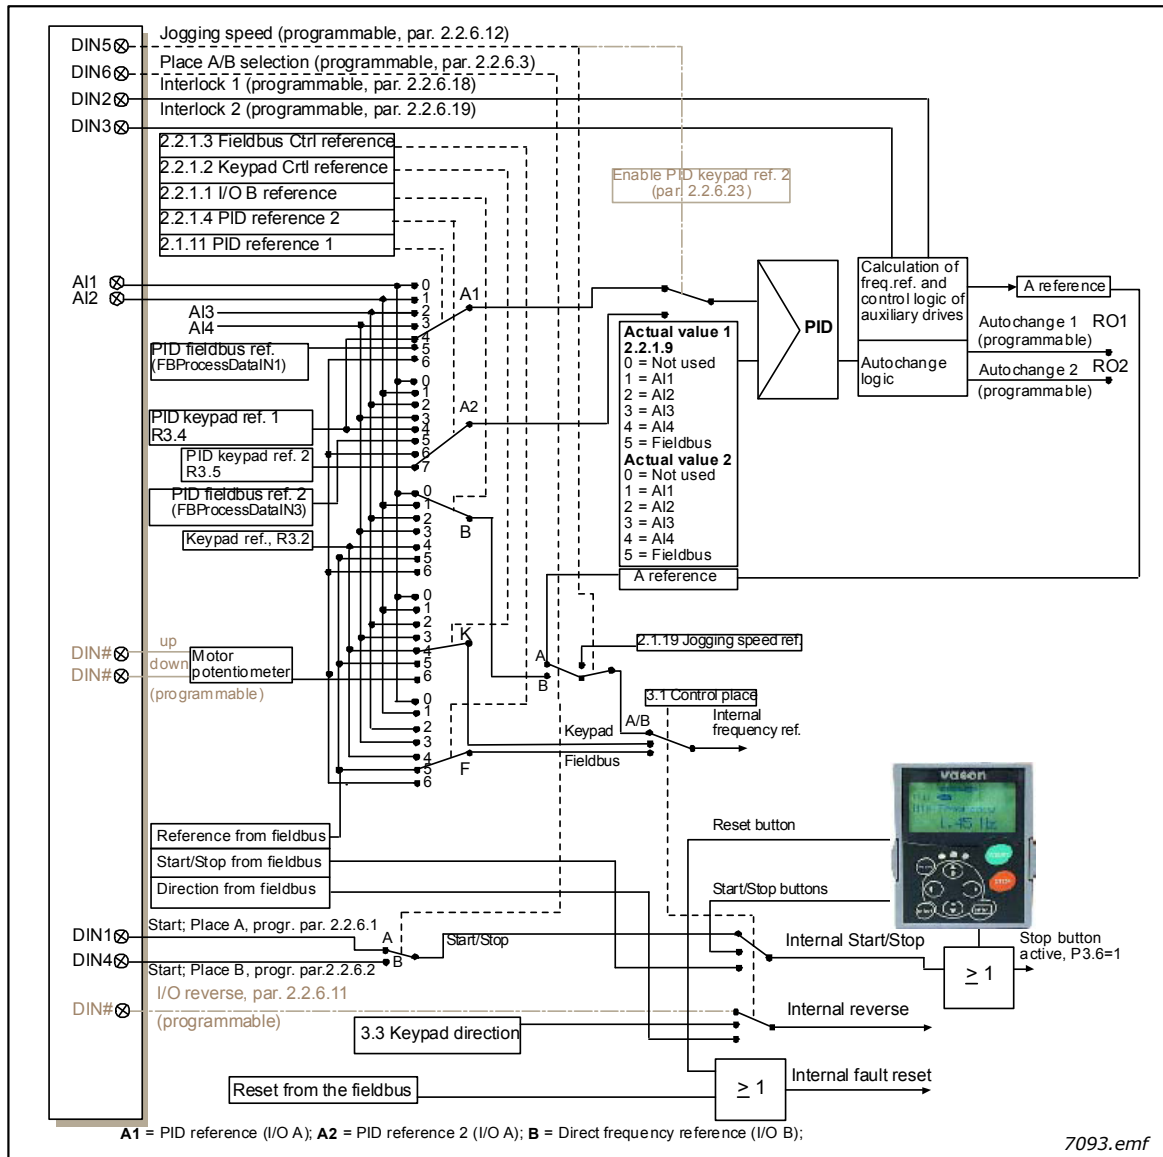 DIN5
Jogging speed (programmable, par. 2.2.6.12)
DIN6
Place A/B selection (programmable, par. 2.2.6.3)
DIN2
Interlock 1 (programmable, par. 2.2.6.18)
DIN3
Interlock 2 (programmable, par. 2.2.6.19)
2.2.1.3 Fieldbus Ctrl reference
2.2.1.2 Keypad Crtl reference
2.2.1.1 I/O B reference
2.2.1.4 PID reference 2
2.1.11 PID reference 1
Enable PID keypad ref. 2
(par. 2.2.6.23)
AI1
AI2
AI3
AI4
PID fieldbus ref.
(FBProcessDataIN1)
0
1
2
3
4
5
6
A1
PID keypad ref. 1
R3.4
PID keypad ref. 2
R3.5
0
1
2
3
4
5
6
7
A2
PID fieldbus ref. 2
(FBProcessDataIN3)
Keypad ref., R3.2
0
1
2
3
4
5
6
B
Actual value 1
2.2.1.9
0 = Not used
1 = AI1
2 = AI2
3 = AI3
4 = AI4
5 = Fieldbus
Actual value 2
0 = Not used
1 = AI1
2 = AI2
3 = AI3
4 = AI4
5 = Fieldbus
A reference
PID
Calculation of
freq.ref. and
control logic of
auxiliary drives
Autochange
logic
A reference
Autochange 1
RO1
(programmable)
Autochange 2
RO2
(programmable)
DIN#
up
DIN#
down
(programmable)
Motor
potentiometer
0
1
2
3
4
5
6
K
0
1
2
3
4
5
6
F
A
B
2.1.19 Jogging speed ref.
3.1 Control place
A/B
Keypad
Fieldbus
Internal
frequency ref.
Reference from fieldbus
Start/Stop from fieldbus
Direction from fieldbus
Reset button
Start/Stop buttons
vacon
DIN1
Start; Place A, progr. par. 2.2.6.1
DIN4
Start; Place B, progr. par.2.2.6.2
A
B
Start/Stop
Internal Start/Stop
≥ 1
Stop button
active, P3.6=1
DIN#
I/O reverse, par. 2.2.6.11
(programmable)
3.3 Keypad direction
Internal reverse
Reset from the fieldbus
≥ 1
Internal fault reset
A1 = PID reference (I/O A); A2 = PID reference 2 (I/O A); B = Direct frequency reference (I/O B);
7093.emf